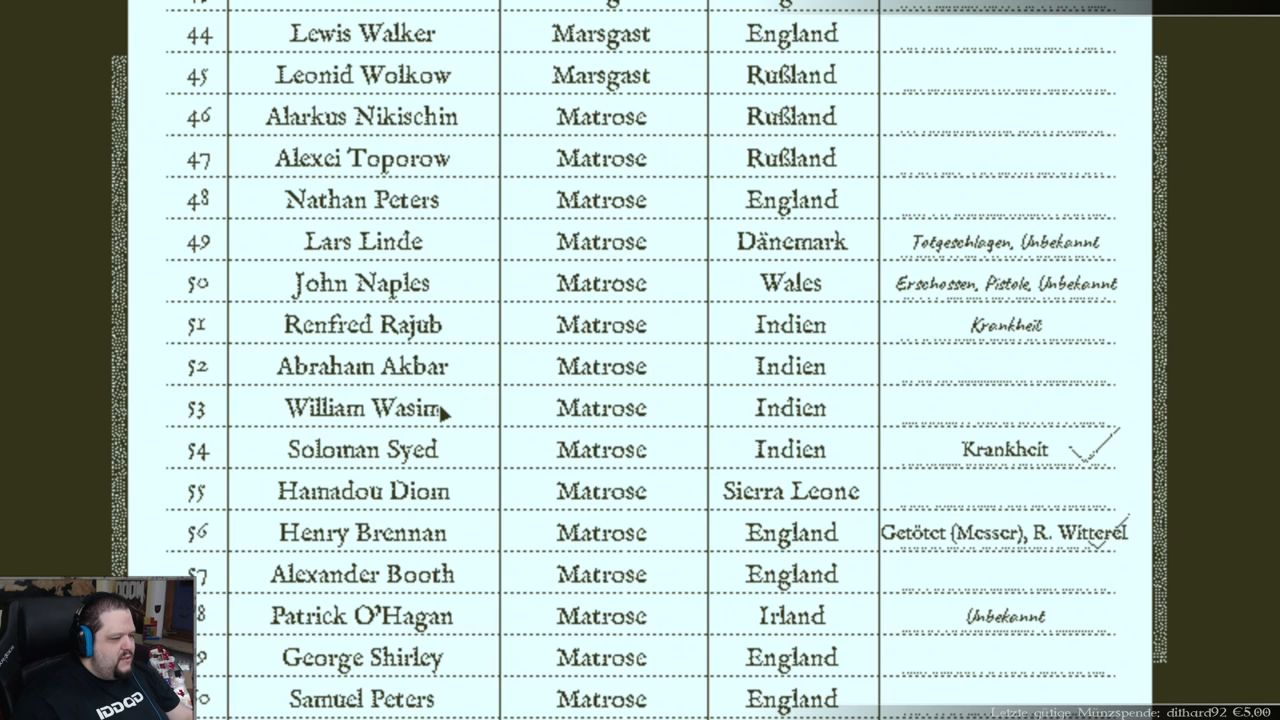 44 Lewis Walker Marsgast England
45 Leonid Wolkow Marsgast Rußland
46 Alarkus Nikischin Matrose Rußland
47 Alexei Toporow Matrose Rußland
48 Nathan Peters Matrose England
49 Lars Linde Matrose Dänemark Totgeschlagen, Unbekannt
50 John Naples Matrose Wales Erschossen, Pistole, Unbekannt
51 Renfred Rajub Matrose Indien Krankheit
52 Abraham Akbar Matrose Indien
53 William Wasim Matrose Indien
54 Soloman Syed Matrose Indien Krankheit
55 Hamadou Diom Matrose Sierra Leone
56 Henry Brennan Matrose England Getötet (Messer), R. Witterel
7 Alexander Booth Matrose England
8 Patrick O'Hagan Matrose Irland Unbekannt
9 George Shirley Matrose England
0 Samuel Peters Matrose England
IDDQD
Letzte gütige Münzspende: dithard92 €5,00